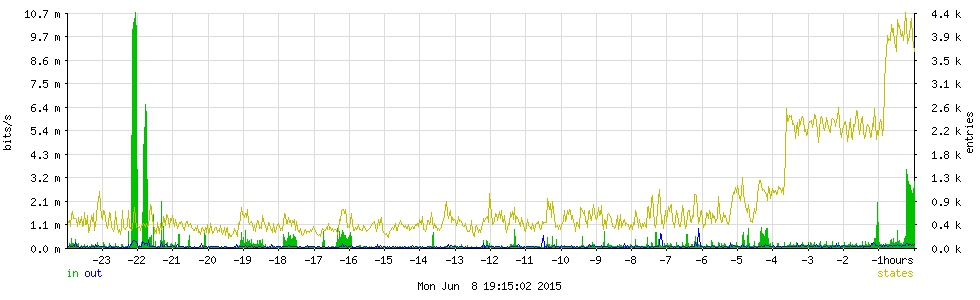 10.7 m 4.4 k
9.7 m 3.9 k
8.6 m 3.5 k
7.5 m 3.1 k
6.4 m 2.6 k
bits/s
5.4 m 2.2 k
entries
4.3 m 1.8 k
3.2 m 1.3 k
2.1 m 0.9 k
1.1 m 0.4 k
0.0 m 0.0 k
-23 -22 -21 -20 -19 -18 -17 -16 -15 -14 -13 -12 -11 -10 -9 -8 -7 -6 -5 -4 -3 -2 -1hours
in out states
Mon Jun 8 19:15:02 2015